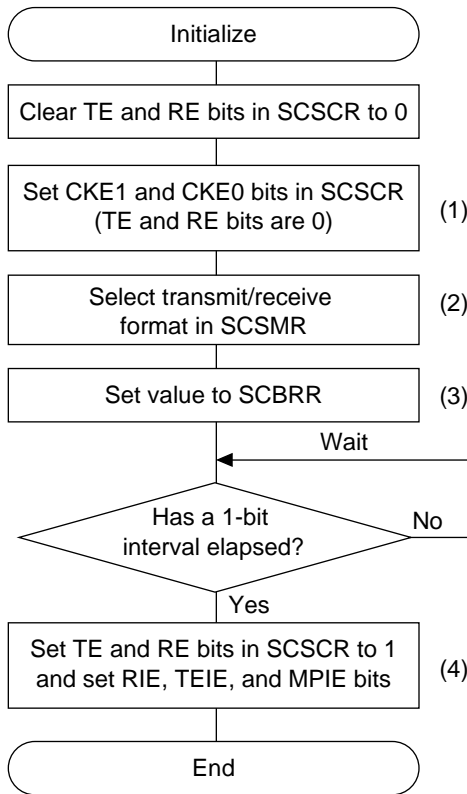 Initialize
Clear TE and RE bits in SCSCR to 0
Set CKE1 and CKE0 bits in SCSCR
(TE and RE bits are 0)
(1)
Select transmit/receive
format in SCSMR
(2)
Set value to SCBRR
(3)
Wait
Has a 1-bit
interval elapsed?
No
Yes
Set TE and RE bits in SCSCR to 1
and set RIE, TEIE, and MPIE bits
(4)
End